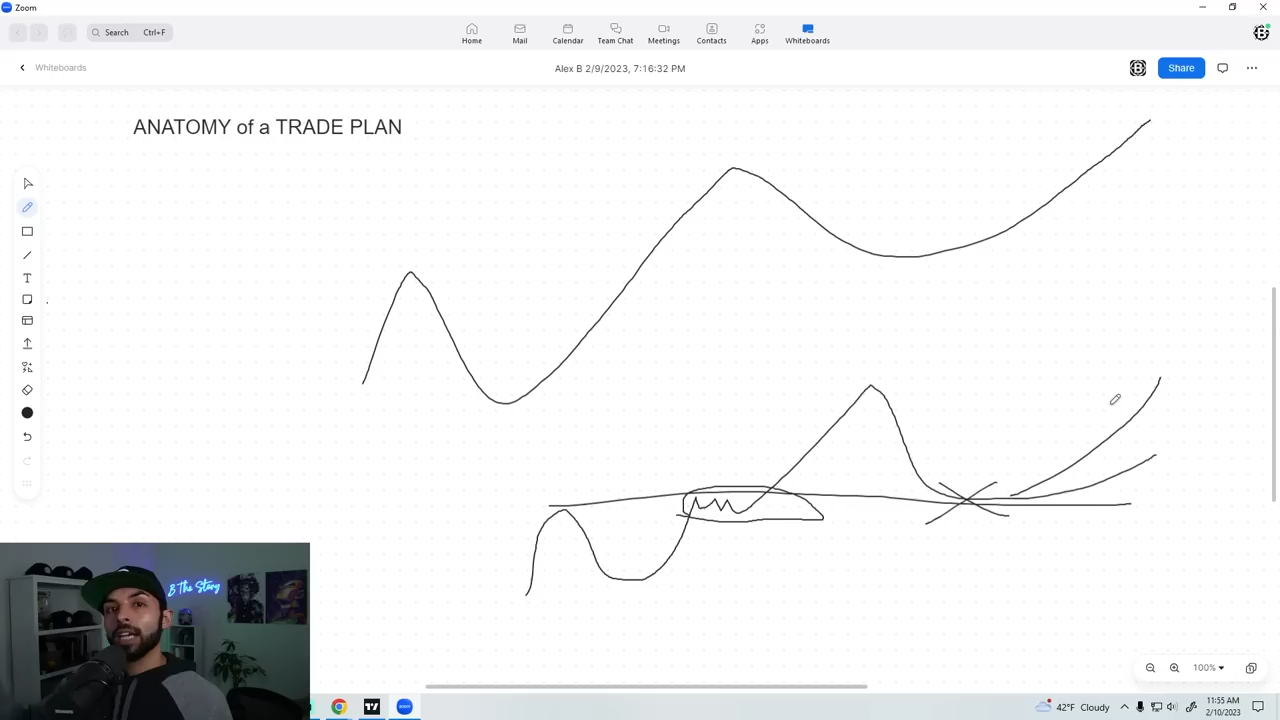 Zoom
Search Ctrl+F
Home
Mail
Calendar
Team Chat
Meetings
Contacts
Apps
Whiteboards
Whiteboards
Alex B 2/9/2023, 7:16:32 PM
Share
ANATOMY of a TRADE PLAN
B The Story
100%
42°F Cloudy
11:55 AM
2/10/2023